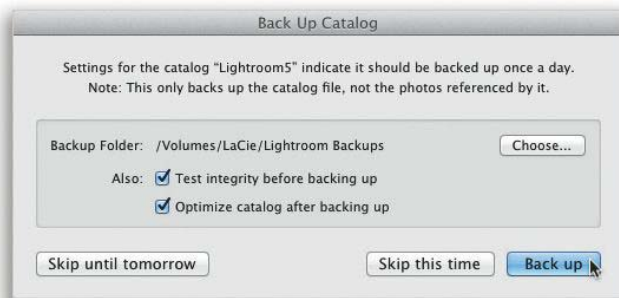 Back Up Catalog
Settings for the catalog “Lightroom5” indicate it should be backed up once a day.
Note: This only backs up the catalog file, not the photos referenced by it.
Backup Folder: /Volumes/LaCie/Lightroom Backups Choose...
Also: Test integrity before backing up
Optimize catalog after backing up
Skip until tomorrow Skip this time Back up